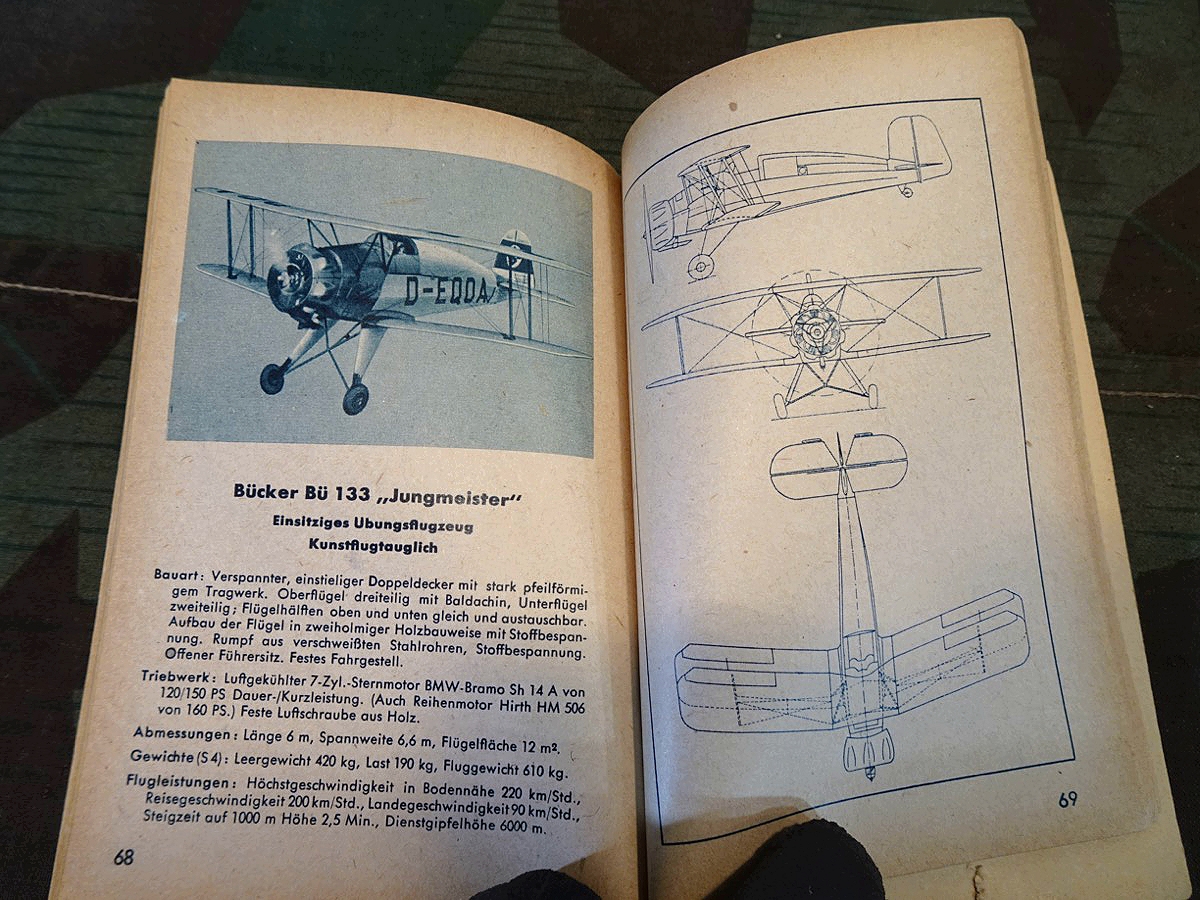 D-EQDA
Bücker Bü 133 „Jungmeister“
Einsitziges Übungsflugzeug
Kunstflugtauglich
Bauart: Verspannter, einstieliger Doppeldecker mit stark pfeilförmi-
gem Tragwerk. Oberflügel dreiteilig mit Baldachin, Unterflügel
zweiteilig; Flügelhälften oben und unten gleich und austauschbar.
Aufbau der Flügel in zweiholmiger Holzbauweise mit Stoffbespan-
nung. Rumpf aus verschweißten Stahlrohren, Stoffbespannung.
Offener Führersitz. Festes Fahrgestell.
Triebwerk: Luftgekühlter 7-Zyl.-Sternmotor BMW-Bramo Sh 14 A von
120/150 PS Dauer-/Kurzleistung. (Auch Reihenmotor Hirth HM 506
von 160 PS.) Feste Luftschraube aus Holz.
Abmessungen: Länge 6 m, Spannweite 6,6 m, Flügelfläche 12 m².
Gewichte (S 4): Leergewicht 420 kg, Last 190 kg, Fluggewicht 610 kg.
Flugleistungen: Höchstgeschwindigkeit in Bodennähe 220 km/Std.,
Reisegeschwindigkeit 200 km/Std., Landegeschwindigkeit 90 km/Std.,
Steigzeit auf 1000 m Höhe 2,5 Min., Dienstgipfelhöhe 6000 m.
68
69